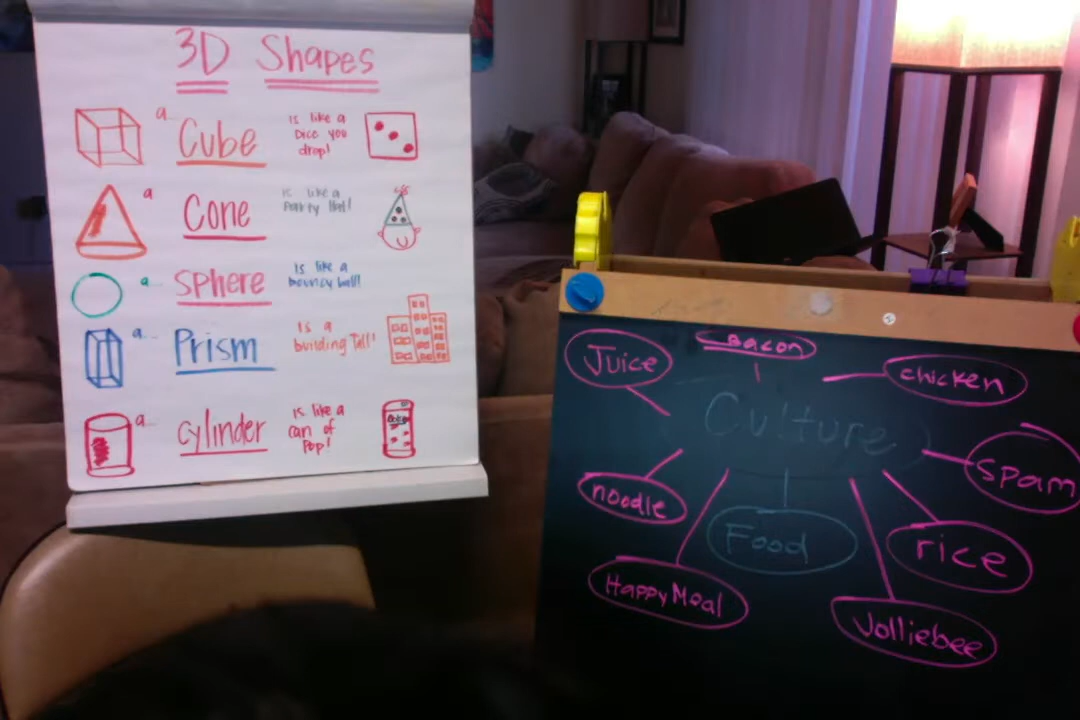 3D Shapes
a... Cube is like a
Dice you
drop!
a Cone is like a
party Hat!
a... sphere Is like a
bouncy ball!
a... Prism Is a
building Tall!
a... cylinder is like a
can of
Pop!
Juice
Bacon
chicken
Culture
spam
noodle
Food
rice
Happy Meal
Jolliebee